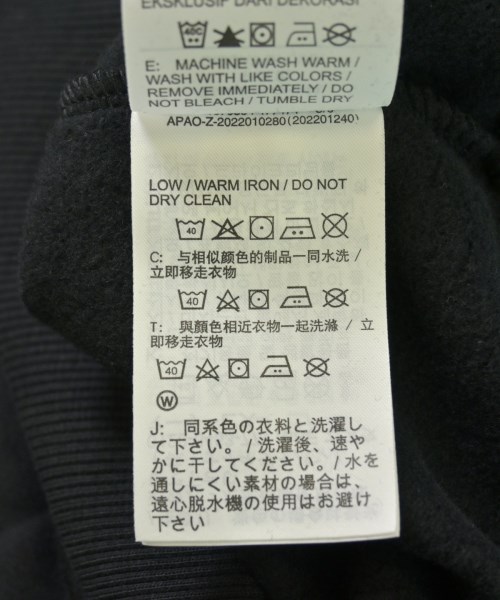 EKSKLUSIF DARI DEKORASI
40C
E: MACHINE WASH WARM /
WASH WITH LIKE COLORS /
REMOVE IMMEDIATELY / DO
NOT BLEACH / TUMBLE DRY
APAO-Z-2022010280(202201240)
LOW / WARM IRON / DO NOT
DRY CLEAN
40
C: 与相似颜色的制品一同水洗 /
立即移走衣物
40
T: 與顏色相近衣物一起洗滌 / 立
即移走衣物
40
W
J: 同系色の衣料と洗濯し
て下さい。/ 洗濯後、速や
かに干してください。/ 水を
通しにくい素材の場合は、
遠心脱水機の使用はお避け
下さい